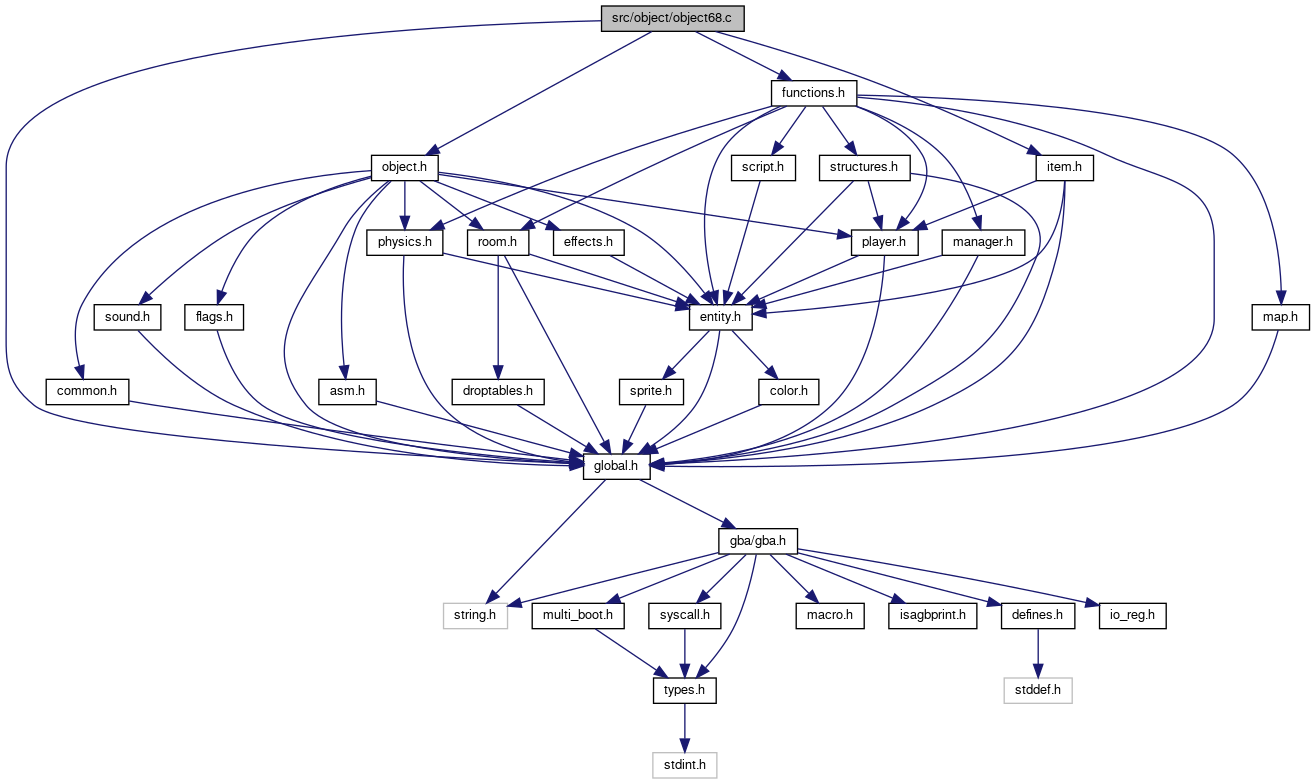 src/object/object68.c
functions.h
object.h
script.h
structures.h
item.h
physics.h
room.h
effects.h
player.h
manager.h
sound.h
flags.h
entity.h
map.h
common.h
asm.h
droptables.h
sprite.h
color.h
global.h
gba/gba.h
string.h
multi_boot.h
syscall.h
macro.h
isagbprint.h
defines.h
io_reg.h
types.h
stddef.h
stdint.h